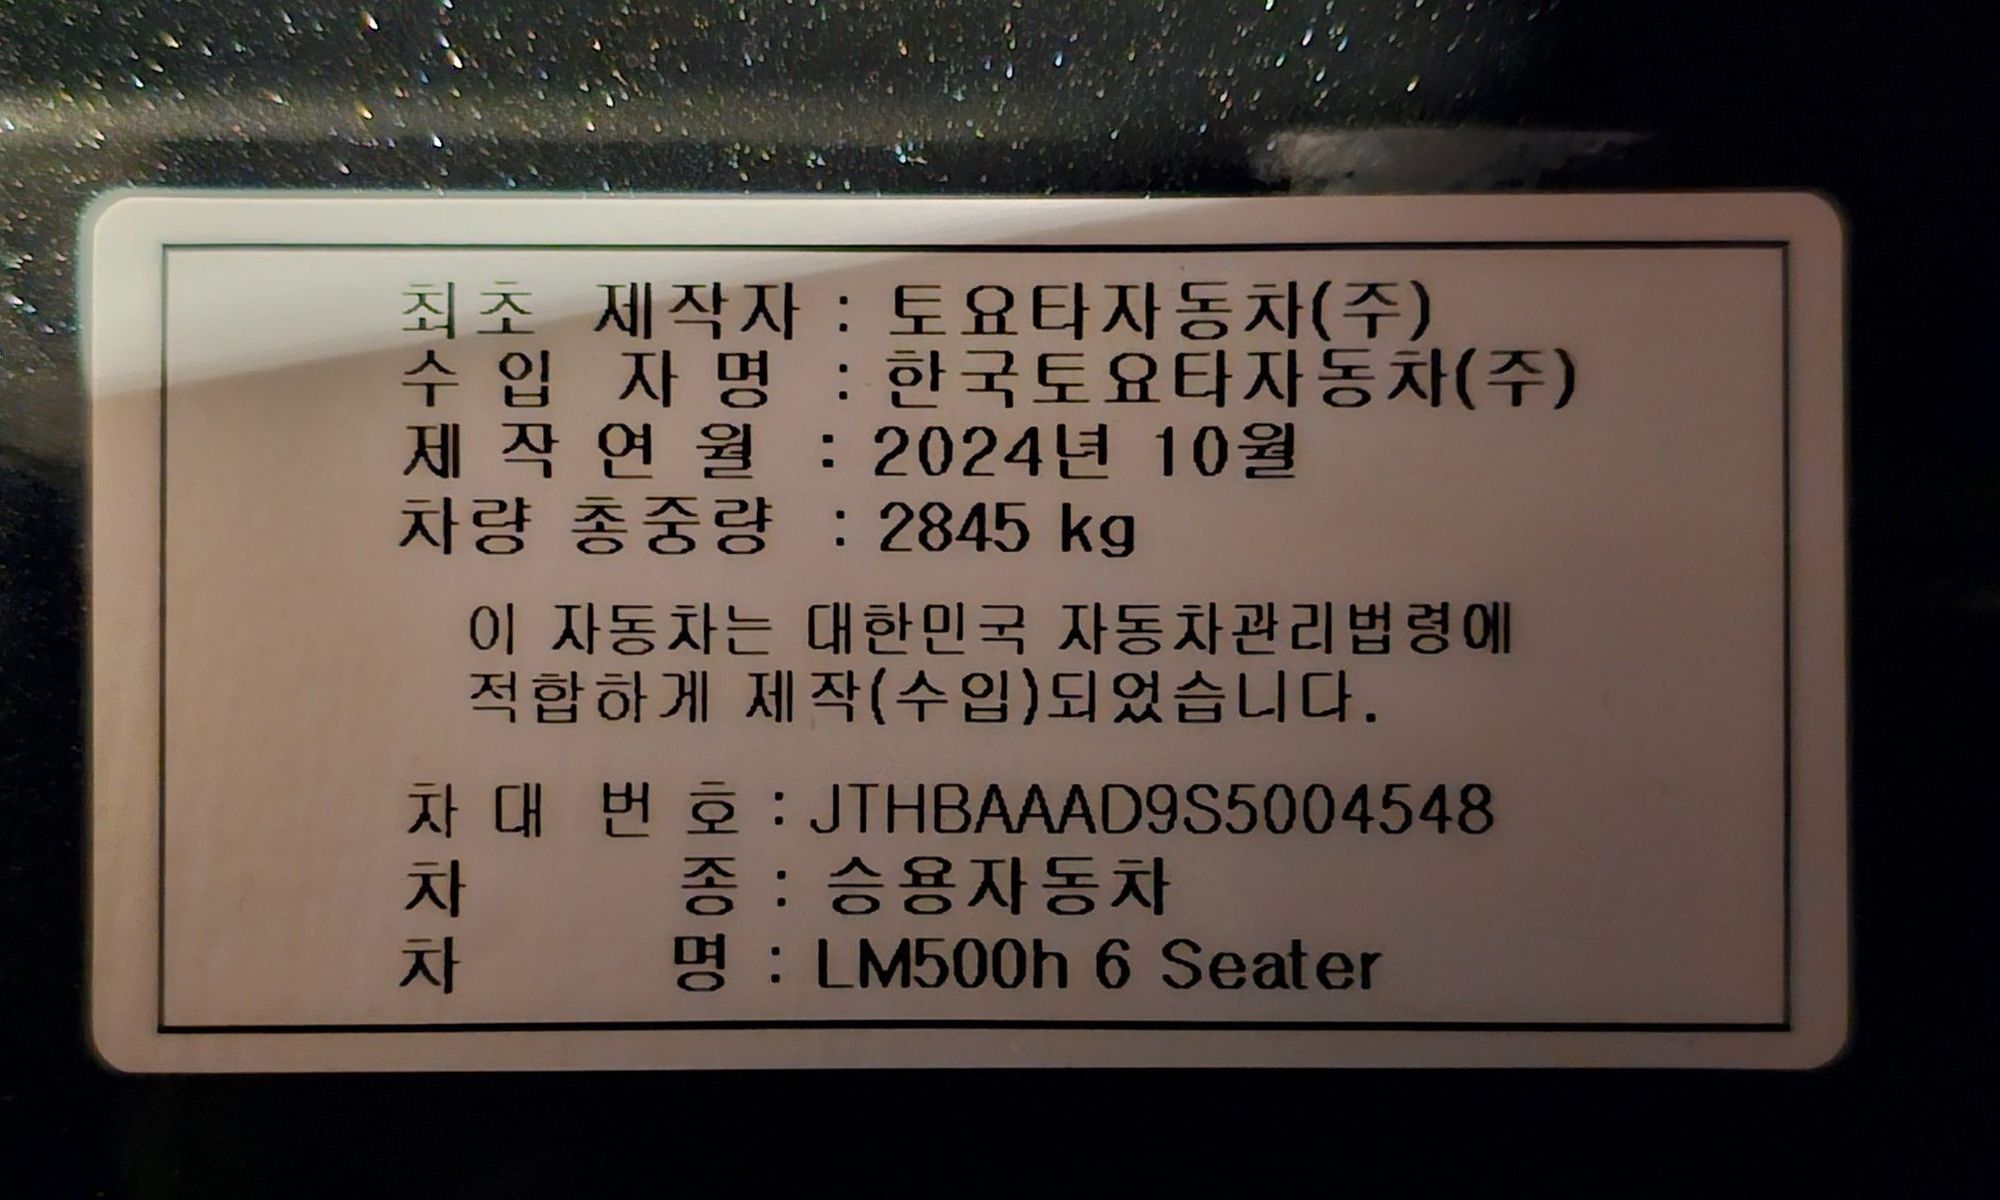 최초 제작자 : 토요타자동차(주)
수입 자명 : 한국토요타자동차(주)
제작연월 : 2024년 10월
차량 총중량 : 2845 kg
이 자동차는 대한민국 자동차관리법령에
적합하게 제작(수입)되었습니다.
차대 번호 : JTHBAAAD9S5004548
차 종 : 승용자동차
차 명 : LM500h 6 Seater